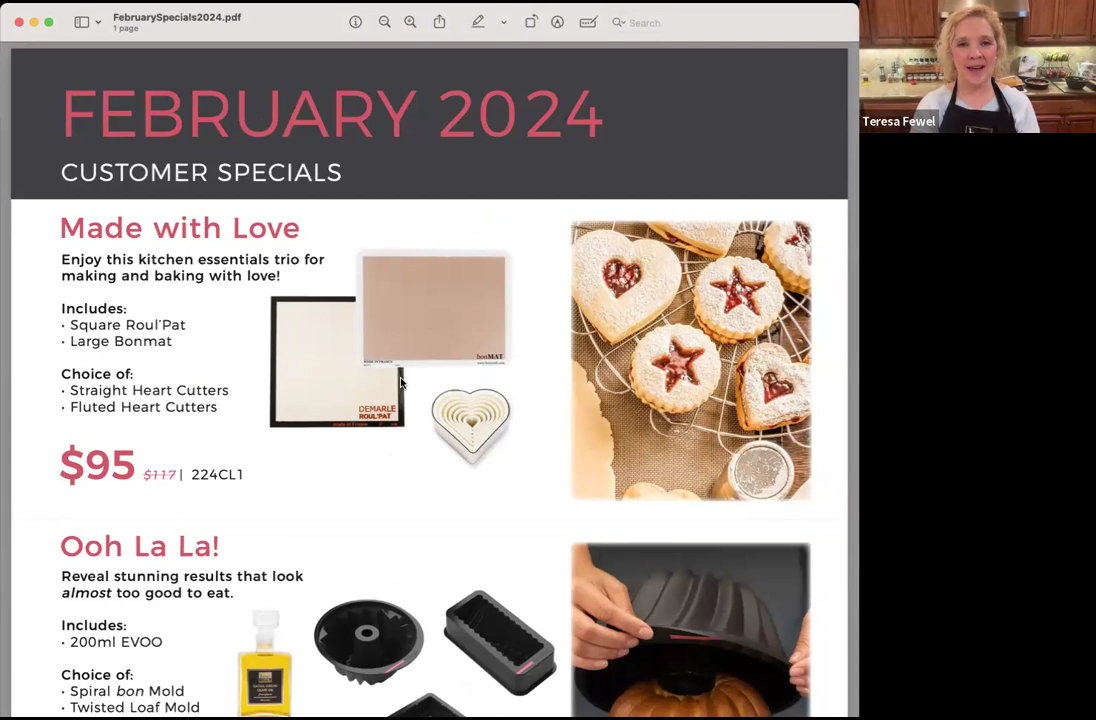 FebruarySpecials2024.pdf
1 page
Search
Teresa Fewel
FEBRUARY 2024
CUSTOMER SPECIALS
Made with Love
Enjoy this kitchen essentials trio for
making and baking with love!
Includes:
• Square Roul'Pat
• Large Bonmat
Choice of:
• Straight Heart Cutters
• Fluted Heart Cutters
$95 $117 | 224CL1
bonMAT
DEMARLE
ROUL'PAT
Ooh La La!
Reveal stunning results that look
almost too good to eat.
Includes:
• 200ml EVOO
Choice of:
• Spiral bon Mold
• Twisted Loaf Mold